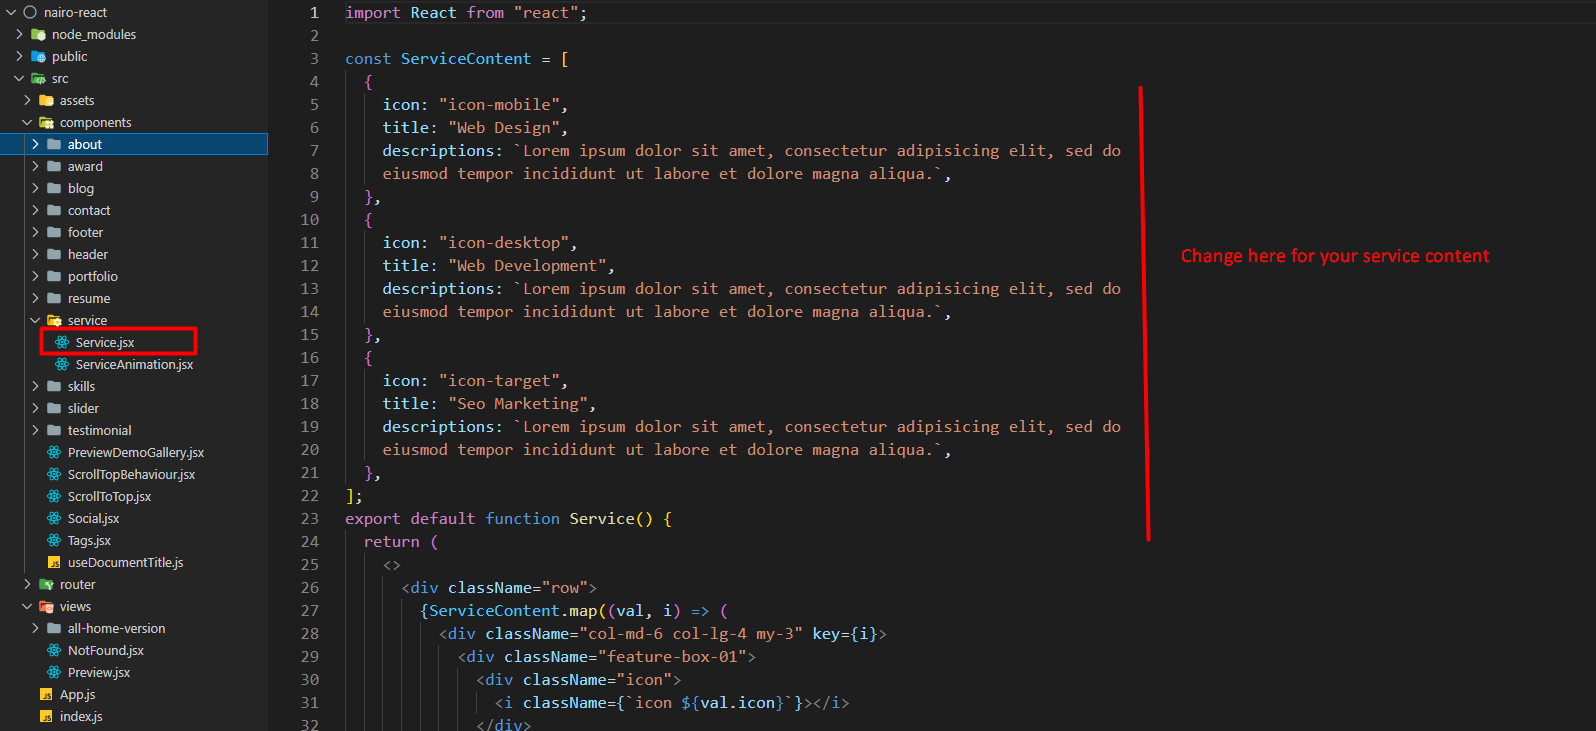 nairo-react
node_modules
public
src
assets
components
about
award
blog
contact
footer
header
portfolio
resume
service
Service.jsx
ServiceAnimation.jsx
skills
slider
testimonial
PreviewDemoGallery.jsx
ScrollTopBehaviour.jsx
ScrollToTop.jsx
Social.jsx
Tags.jsx
JS useDocumentTitle.js
router
views
all-home-version
NotFound.jsx
Preview.jsx
JS App.js
JS index.js
1 import React from "react";
2
3 const ServiceContent = [
4 {
5 icon: "icon-mobile",
6 title: "Web Design",
7 descriptions: `Lorem ipsum dolor sit amet, consectetur adipisicing elit, sed do
8 eiusmod tempor incididunt ut labore et dolore magna aliqua.`,
9 },
10 {
11 icon: "icon-desktop",
12 title: "Web Development",
13 descriptions: `Lorem ipsum dolor sit amet, consectetur adipisicing elit, sed do
14 eiusmod tempor incididunt ut labore et dolore magna aliqua.`,
15 },
16 {
17 icon: "icon-target",
18 title: "Seo Marketing",
19 descriptions: `Lorem ipsum dolor sit amet, consectetur adipisicing elit, sed do
20 eiusmod tempor incididunt ut labore et dolore magna aliqua.`,
21 },
22 ];
23 export default function Service() {
24 return (
25 <>
26 <div className="row">
27 {ServiceContent.map((val, i) => (
28 <div className="col-md-6 col-lg-4 my-3" key={i}>
29 <div className="feature-box-01">
30 <div className="icon">
31 <i className={`icon ${val.icon}`}></i>
32 </div>
Change here for your service content